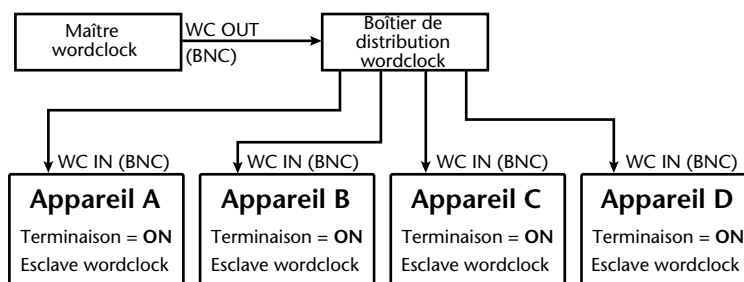 Maître
wordclock
WC OUT
(BNC)
Boîtier de
distribution
wordclock
WC IN (BNC)
WC IN (BNC)
WC IN (BNC)
WC IN (BNC)
Appareil A
Terminaison = ON
Esclave wordclock
Appareil B
Terminaison = ON
Esclave wordclock
Appareil C
Terminaison = ON
Esclave wordclock
Appareil D
Terminaison = ON
Esclave wordclock